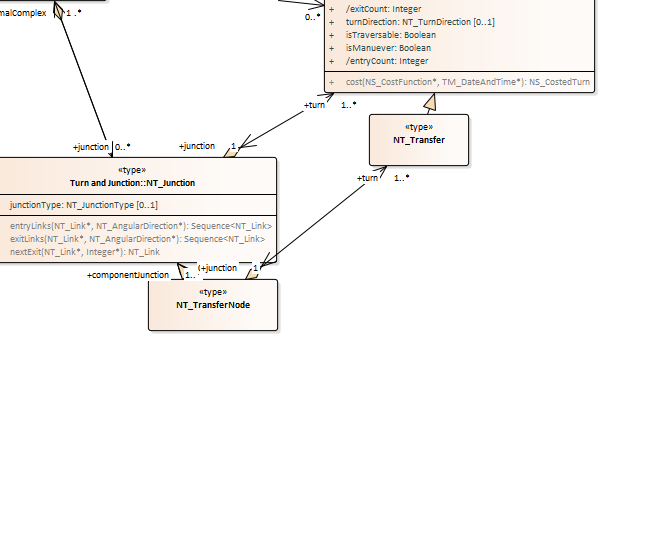 malComplex
1..*
0..*
+ /exitCount: Integer
+ turnDirection: NT_TurnDirection [0..1]
+ isTraversable: Boolean
+ isManuever: Boolean
+ /entryCount: Integer
+ cost(NS_CostFunction*, TM_DateAndTime*): NS_CostedTurn
+turn 1..*
«type»
NT_Transfer
+junction 0..*
+junction 1
«type»
Turn and Junction::NT_Junction
+turn 1..*
junctionType: NT_JunctionType [0..1]
entryLinks(NT_Link*, NT_AngularDirection*): Sequence<NT_Link>
exitLinks(NT_Link*, NT_AngularDirection*): Sequence<NT_Link>
nextExit(NT_Link*, Integer*): NT_Link
+componentJunction 1..
(+junction 1
«type»
NT_TransferNode